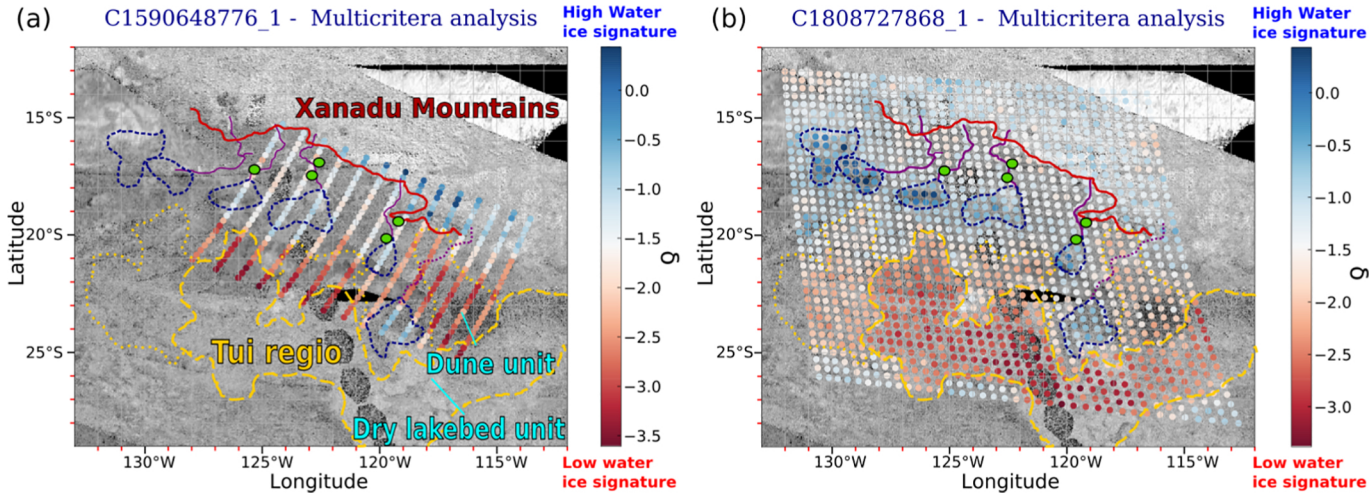 (a)
C1590648776_1 - Multicritera analysis
High Water
ice signature
Xanadu Mountains
Tui regio
Dune unit
Dry lakebed unit
15°S
20°S
25°S
Latitude
130°W
125°W
120°W
115°W
Longitude
0.0
−0.5
−1.0
−1.5
−2.0
−2.5
−3.0
−3.5
Low water
ice signature
(b)
C1808727868_1 - Multicritera analysis
High Water
ice signature
15°S
20°S
25°S
Latitude
130°W
125°W
120°W
115°W
Longitude
0.0
−0.5
−1.0
−1.5
−2.0
−2.5
−3.0
Low water
ice signature